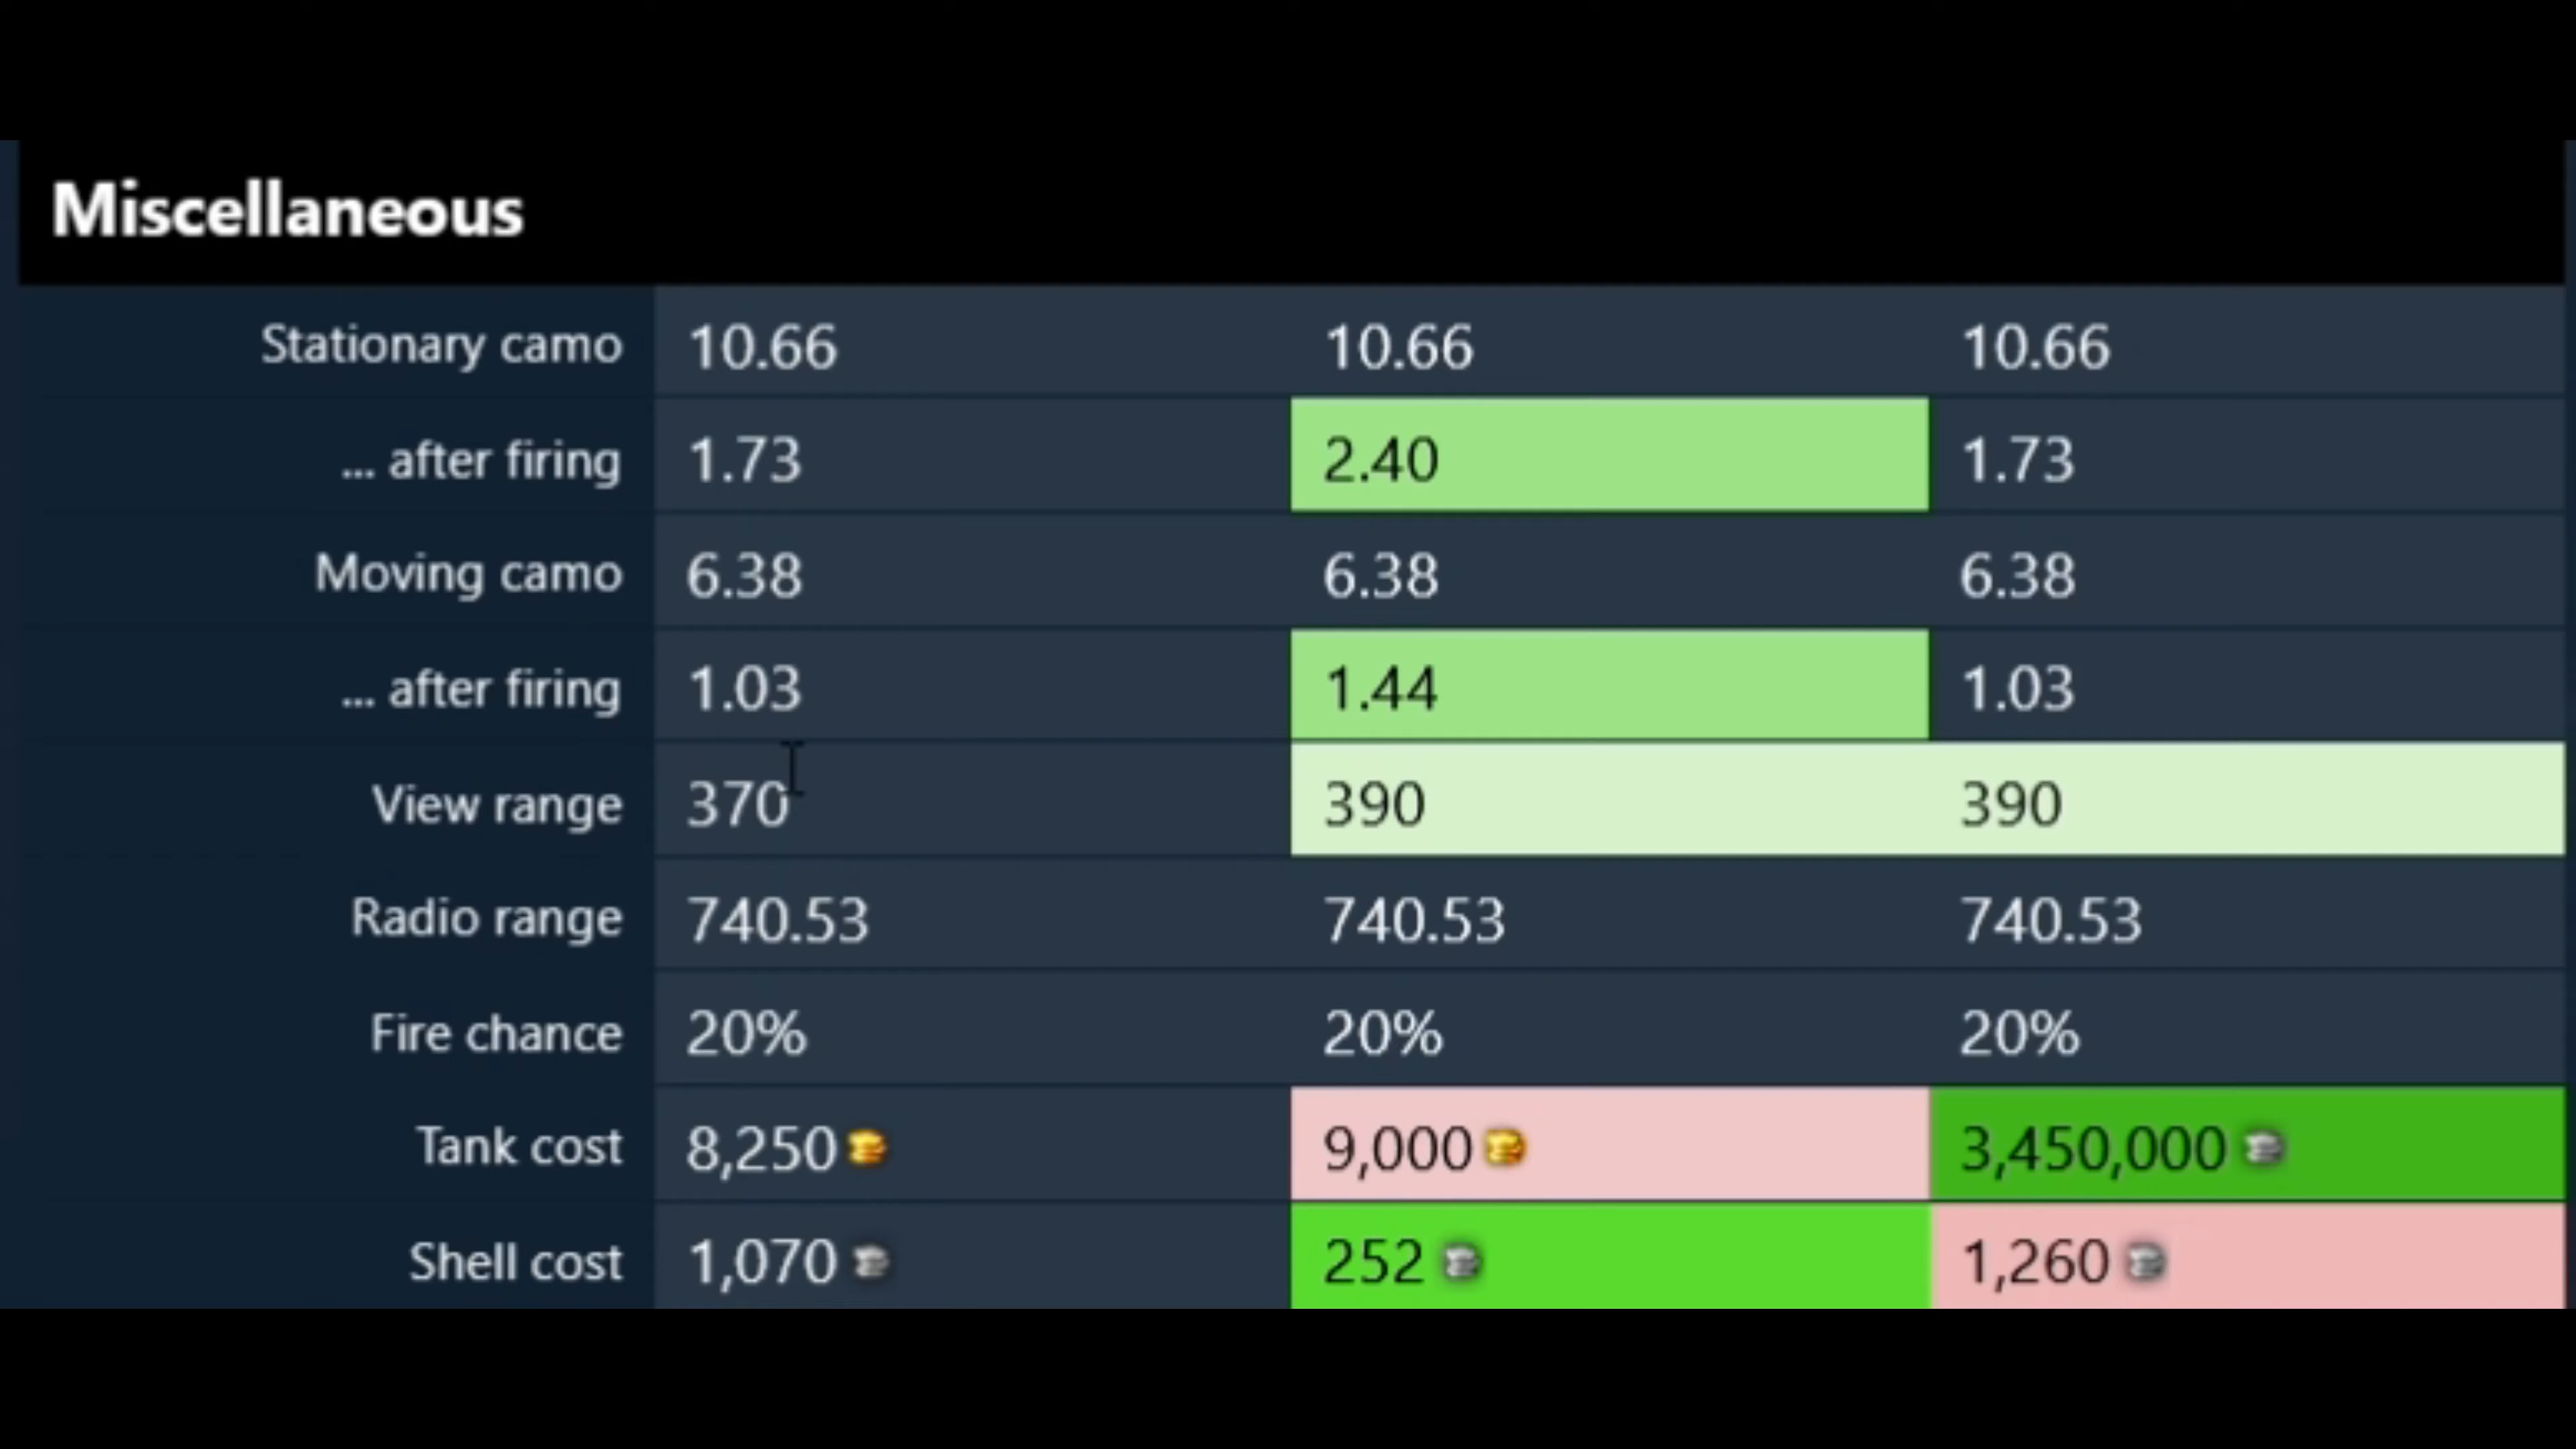 Miscellaneous
Stationary camo 10.66 10.66 10.66
... after firing 1.73 2.40 1.73
Moving camo 6.38 6.38 6.38
... after firing 1.03 1.44 1.03
View range 370 390 390
Radio range 740.53 740.53 740.53
Fire chance 20% 20% 20%
Tank cost 8,250 9,000 3,450,000
Shell cost 1,070 252 1,260